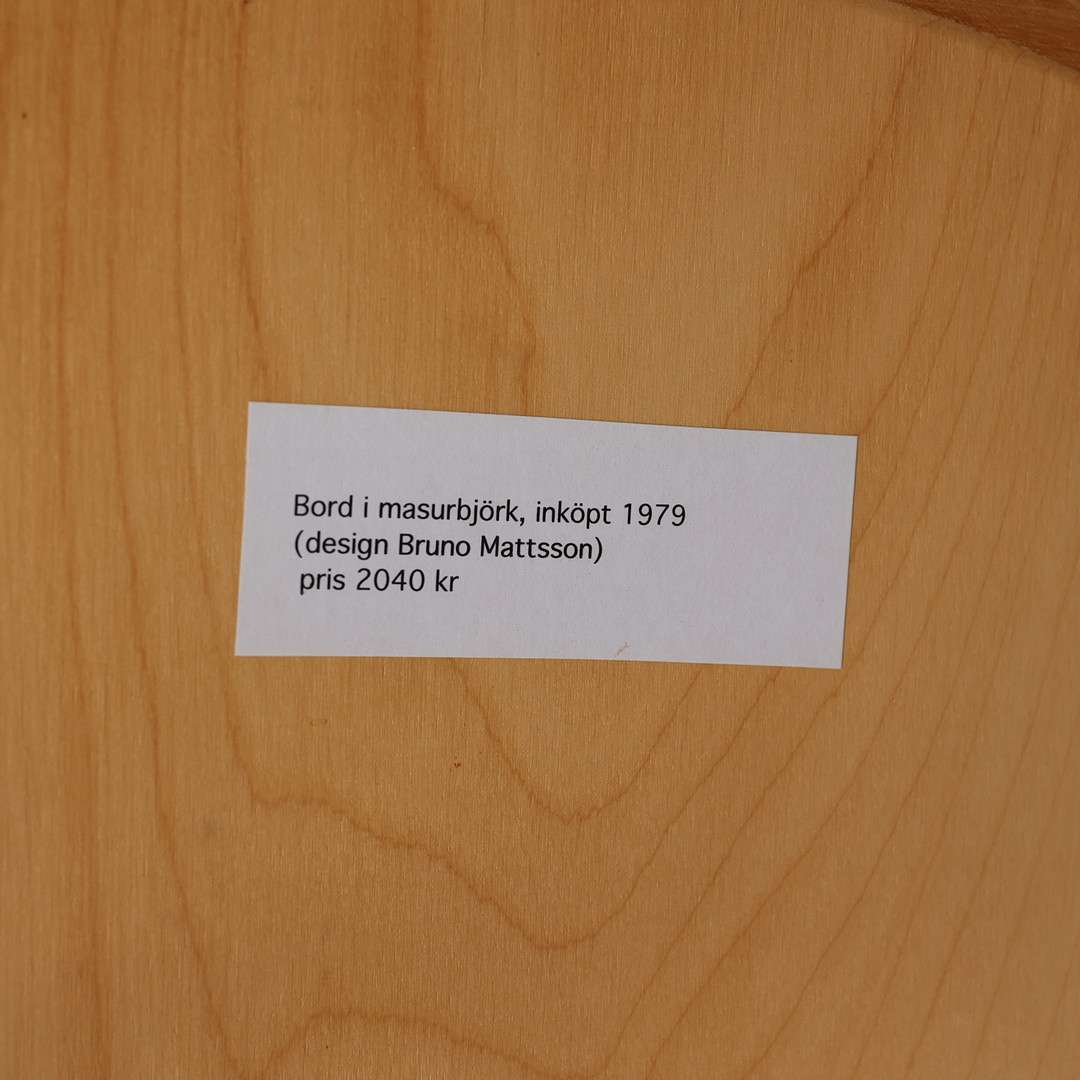 Bord i masurbjörk, inköpt 1979
(design Bruno Mattsson)
pris 2040 kr